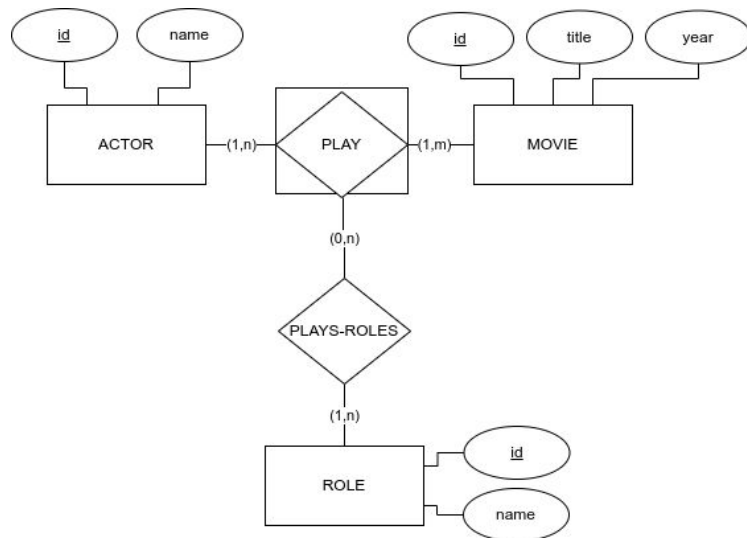 id
name
id
title
year
ACTOR
(1,n)
PLAY
(1,m)
MOVIE
(0,n)
PLAYS-ROLES
(1,n)
ROLE
id
name